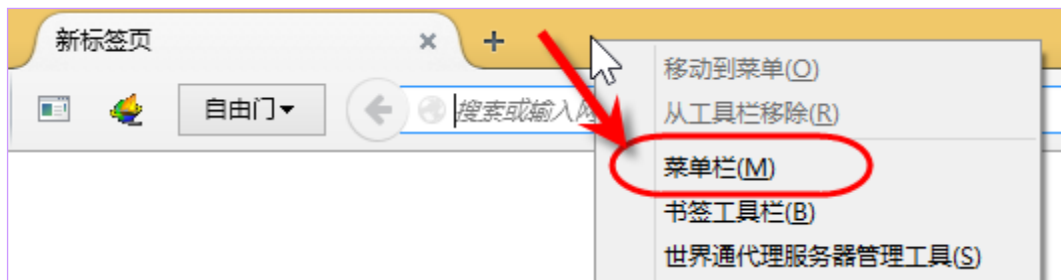 新标签页
自由门
搜索或输入网
移动到菜单(O)
从工具栏移除(R)
菜单栏(M)
书签工具栏(B)
世界通代理服务器管理工具(S)